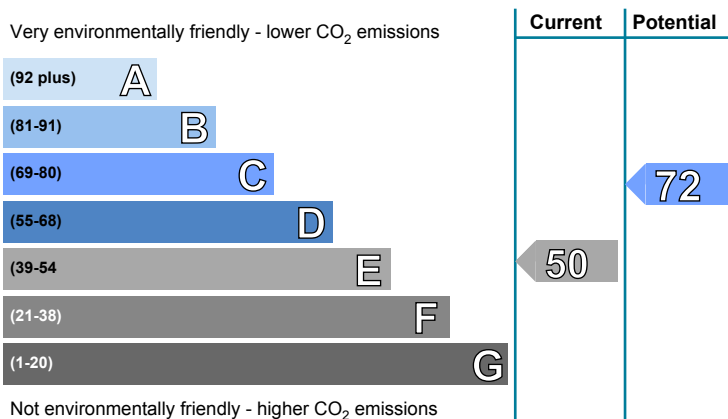 Very environmentally friendly - lower CO2 emissions
Current
Potential
(92 plus) A
(81-91) B
(69-80) C
72
(55-68) D
(39-54 E
50
(21-38) F
(1-20) G
Not environmentally friendly - higher CO2 emissions